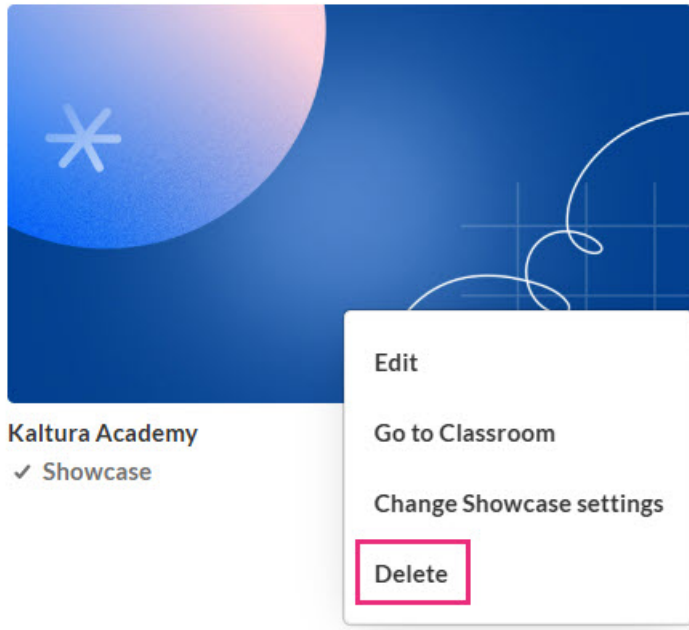 Kaltura Academy
Showcase
Edit
Go to Classroom
Change Showcase settings
Delete